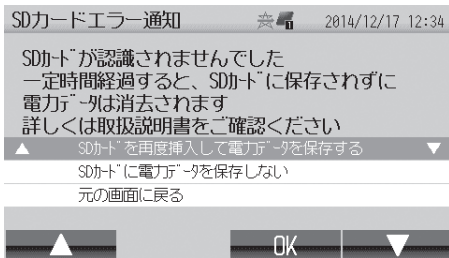 SDカードエラー通知 2014/12/17 12:34
SDｶｰﾄﾞが認識されませんでした
一定時間経過すると、SDｶｰﾄﾞに保存されずに
電力ﾃﾞｰﾀは消去されます
詳しくは取扱説明書をご確認ください
▲ SDｶｰﾄﾞを再度挿入して電力ﾃﾞｰﾀを保存する ▼
SDｶｰﾄﾞに電力ﾃﾞｰﾀを保存しない
元の画面に戻る
▲ OK ▼